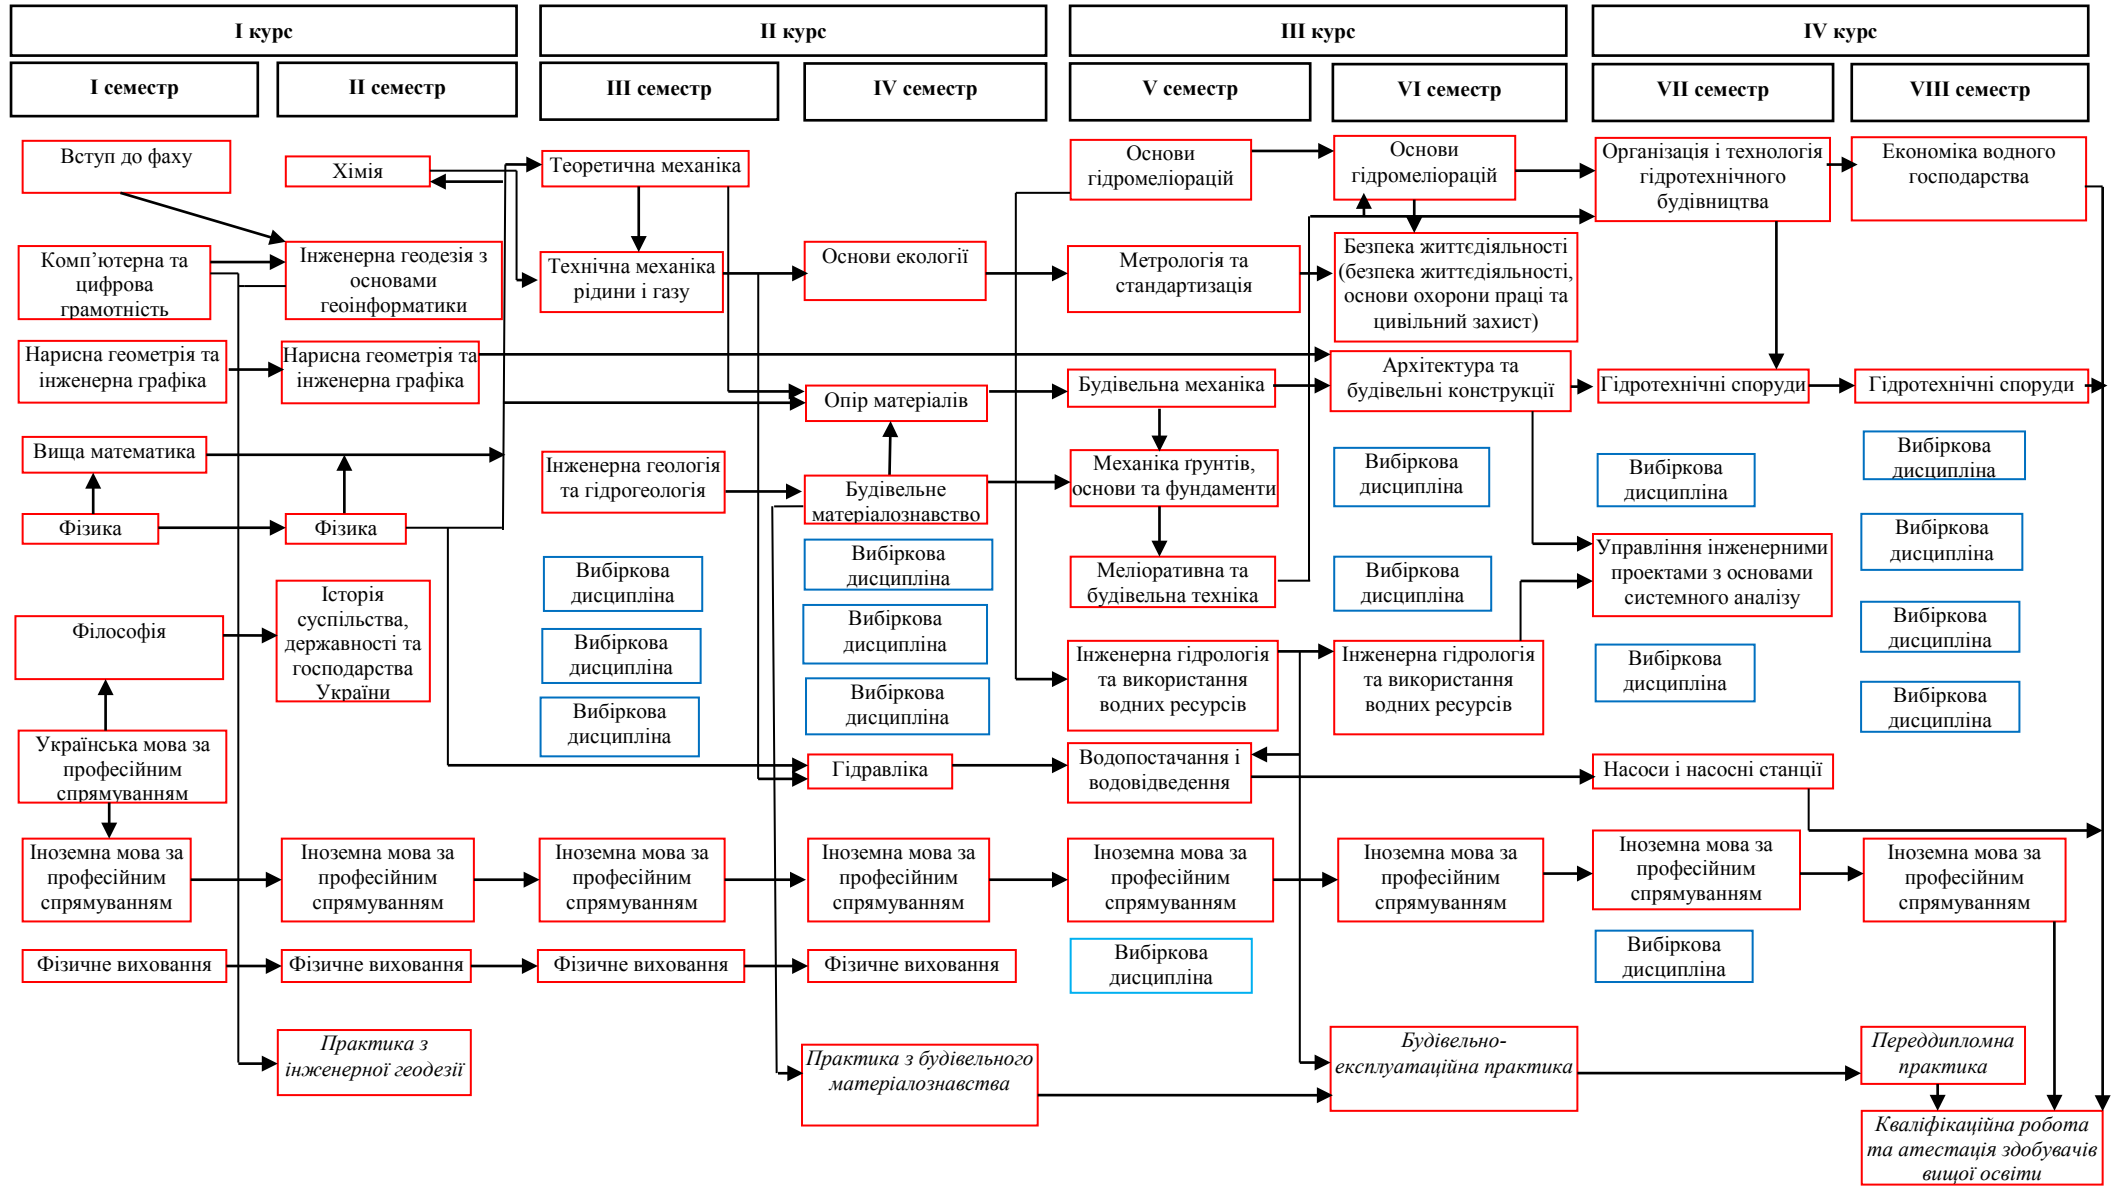 І курс
ІІ курс
ІІІ курс
IV курс
І семестр
ІІ семестр
ІІІ семестр
IV семестр
V семестр
VI семестр
VII семестр
VIII семестр
Вступ до фаху
Комп’ютерна та
цифрова
грамотність
Нарисна геометрія та
інженерна графіка
Вища математика
Фізика
Філософія
Українська мова за
професійним
спрямуванням
Іноземна мова за
професійним
спрямуванням
Фізичне виховання
Хімія
Інженерна геодезія з
основами
геоінформатики
Нарисна геометрія та
інженерна графіка
Фізика
Історія
суспільства,
державності та
господарства
України
Іноземна мова за
професійним
спрямуванням
Фізичне виховання
Практика з
інженерної геодезії
Теоретична механіка
Технічна механіка
рідини і газу
Інженерна геологія
та гідрогеологія
Вибіркова
дисципліна
Вибіркова
дисципліна
Вибіркова
дисципліна
Іноземна мова за
професійним
спрямуванням
Фізичне виховання
Основи екології
Опір матеріалів
Будівельне
матеріалознавство
Вибіркова
дисципліна
Вибіркова
дисципліна
Вибіркова
дисципліна
Гідравліка
Іноземна мова за
професійним
спрямуванням
Фізичне виховання
Практика з будівельного
матеріалознавства
Основи
гідромеліорацій
Метрологія та
стандартизація
Будівельна механіка
Механіка ґрунтів,
основи та фундаменти
Меліоративна та
будівельна техніка
Інженерна гідрологія
та використання
водних ресурсів
Водопостачання і
водовідведення
Іноземна мова за
професійним
спрямуванням
Вибіркова
дисципліна
Основи
гідромеліорацій
Безпека життєдіяльності
(безпека життєдіяльності,
основи охорони праці та
цивільний захист)
Архітектура та
будівельні конструкції
Вибіркова
дисципліна
Вибіркова
дисципліна
Інженерна гідрологія
та використання
водних ресурсів
Іноземна мова за
професійним
спрямуванням
Будівельно-
експлуатаційна практика
Організація і технологія
гідротехнічного
будівництва
Гідротехнічні споруди
Вибіркова
дисципліна
Управління інженерними
проектами з основами
системного аналізу
Вибіркова
дисципліна
Насоси і насосні станції
Іноземна мова за
професійним
спрямуванням
Вибіркова
дисципліна
Економіка водного
господарства
Гідротехнічні споруди
Вибіркова
дисципліна
Вибіркова
дисципліна
Вибіркова
дисципліна
Вибіркова
дисципліна
Іноземна мова за
професійним
спрямуванням
Переддипломна
практика
Кваліфікаційна робота
та атестація здобувачів
вищої освіти